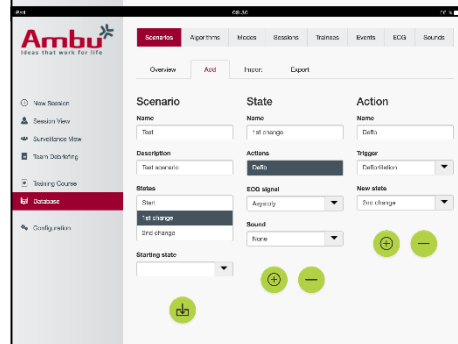 iPad 08:30
Ambu
Ideas that work for life
Scenarios Algorithms Modes Sessions Trainees Events ECG Sounds
Overview Add Import Export
New Session
Session View
Surveillance View
Team Debriefing
Training Course
Database
Configuration
Scenario
Name
Test
Description
Test scenario
States
Start
1st change
2nd change
Starting state
State
Name
1st change
Actions
Defib
ECG signal
Asystoly
Sound
None
Action
Name
Defib
Trigger
Defibrillation
New state
2nd change